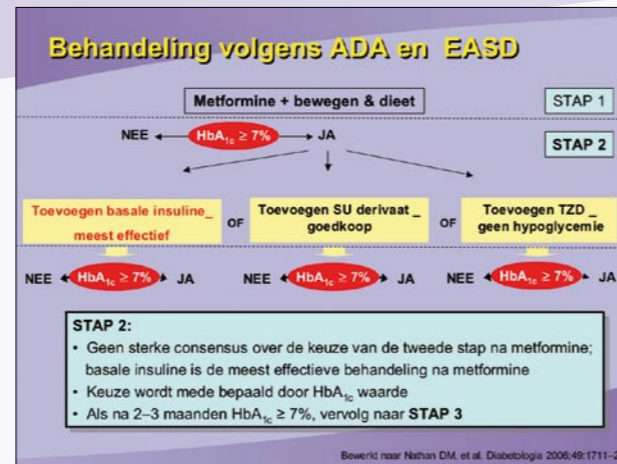 Behandeling volgens ADA en EASD
Metformine + bewegen & dieet
STAP 1
NEE HbA1c ≥ 7% JA
STAP 2
Toevoegen basale insuline_
meest effectief
OF
Toevoegen SU derivaat _
goedkoop
OF
Toevoegen TZD _
geen hypoglycemie
NEE HbA1c ≥ 7% JA NEE HbA1c ≥ 7% JA NEE HbA1c ≥ 7% JA
STAP 2:
• Geen sterke consensus over de keuze van de tweede stap na metformine;
basale insuline is de meest effectieve behandeling na metformine
• Keuze wordt mede bepaald door HbA1c waarde
• Als na 2–3 maanden HbA1c ≥ 7%, vervolg naar STAP 3
Bewerkt naar Nathan DM. et al. Diabetologia 2006;49:1711–2